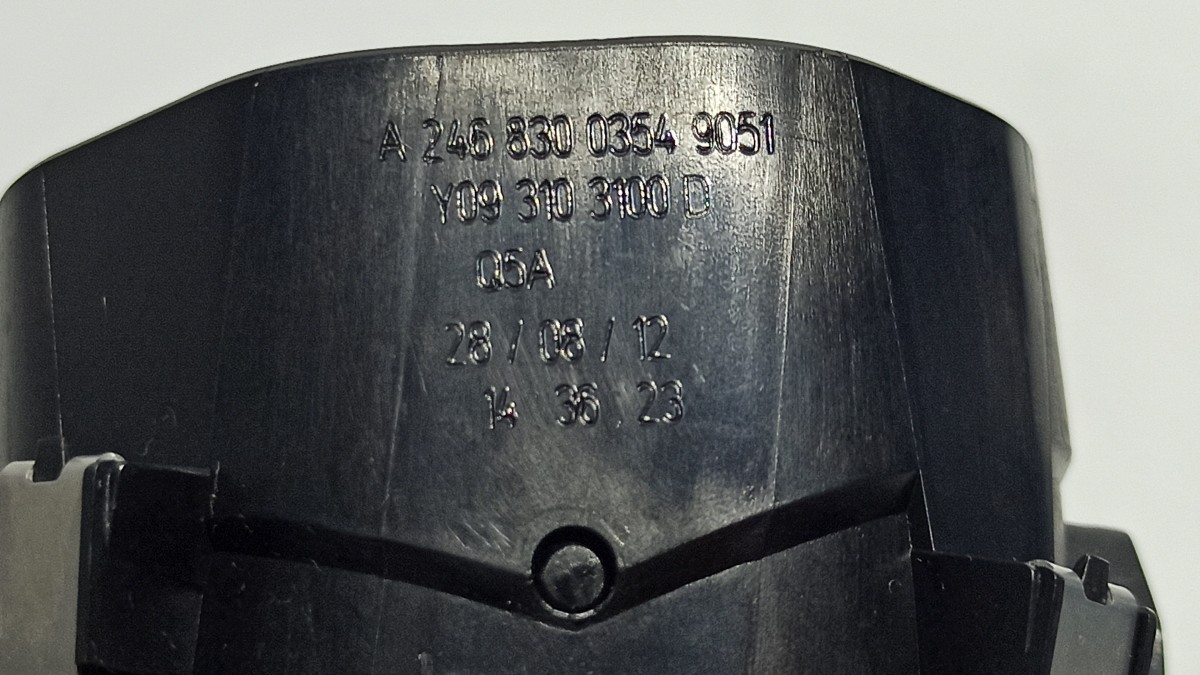 A 246 830 0354 9051
Y09 310 3100 D
Q5A
28 / 08 / 12
14 36 23